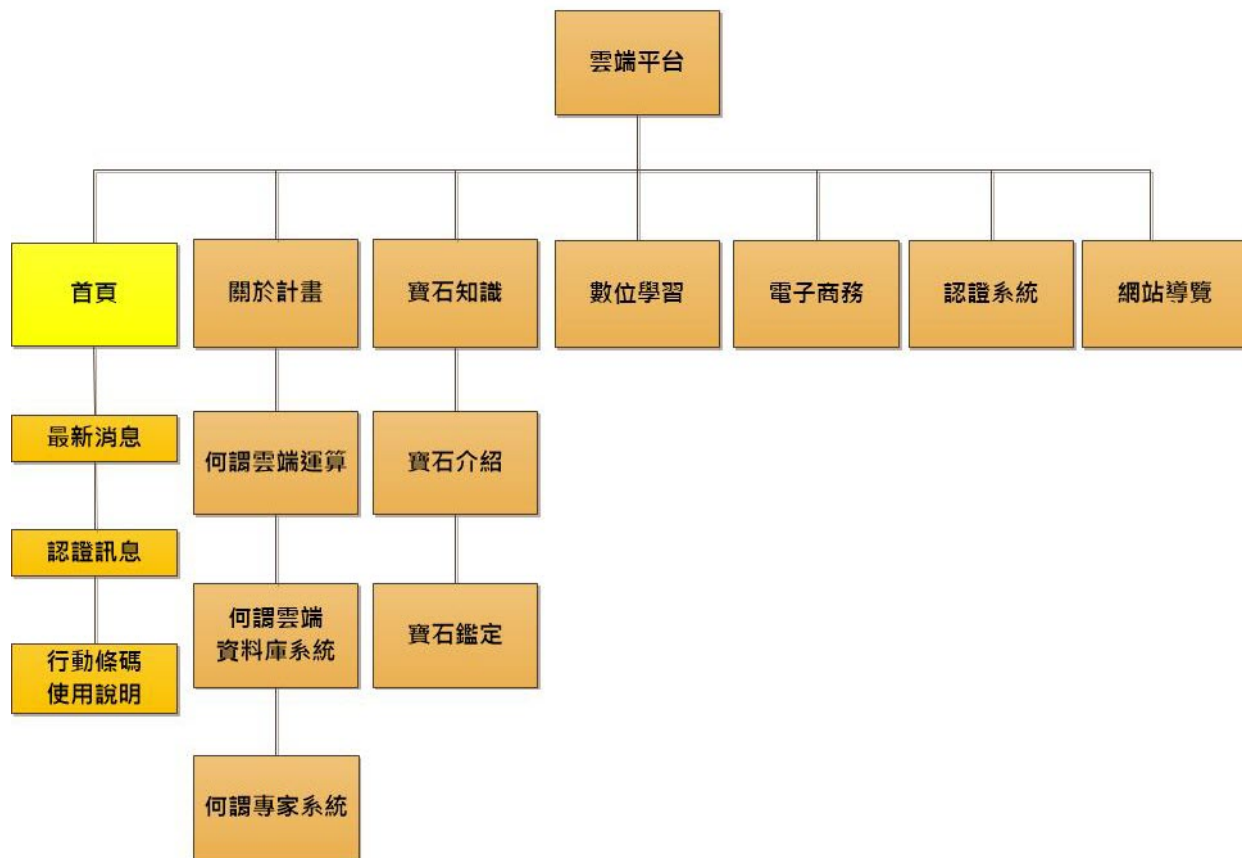 雲端平台
首頁
關於計畫
寶石知識
數位學習
電子商務
認證系統
網站導覽
最新消息
認證訊息
行動條碼
使用說明
何謂雲端運算
何謂雲端
資料庫系統
何謂專家系統
寶石介紹
寶石鑑定